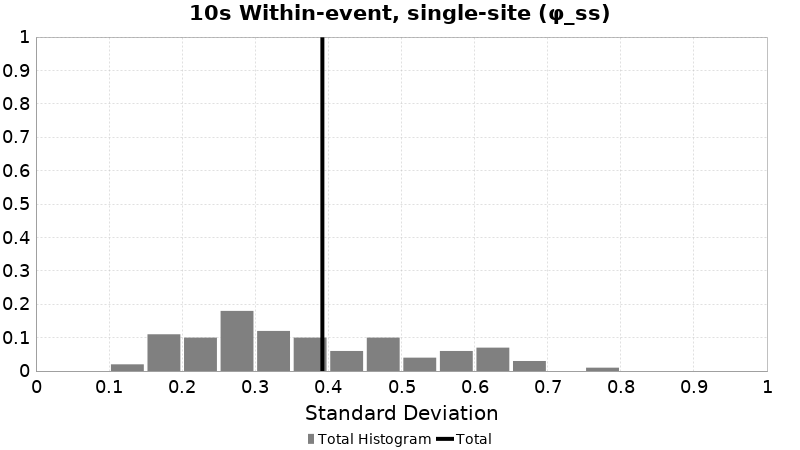 10s Within-event, single-site (φ_ss)
1
0.9
0.8
0.7
0.6
0.5
0.4
0.3
0.2
0.1
0
0 0.1 0.2 0.3 0.4 0.5 0.6 0.7 0.8 0.9 1
Standard Deviation
Total Histogram Total